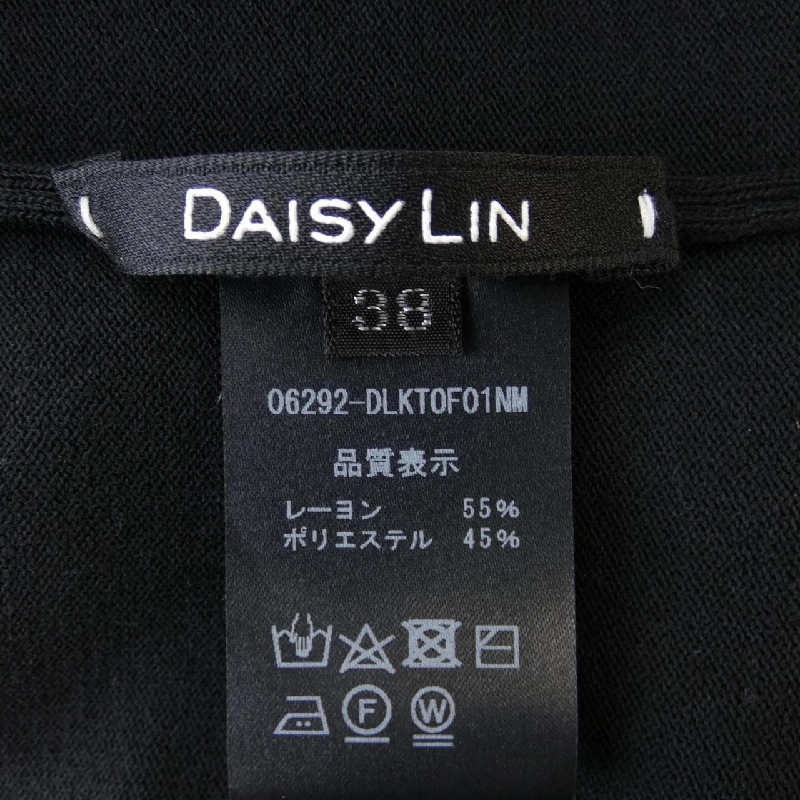 DAISY LIN
38
06292-DLKT0F01NM
品質表示
レーヨン 55%
ポリエステル 45%
F W